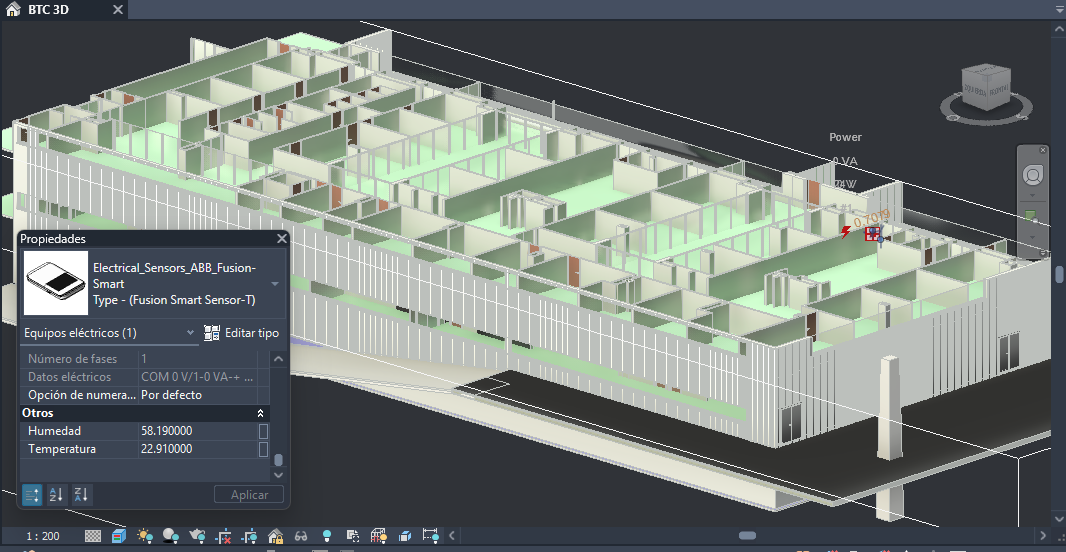 BTC 3D
Power
0 VA
#1
0.7079
Propiedades
Electrical_Sensors_ABB_Fusion-
Smart
Type - (Fusion Smart Sensor-T)
Equipos eléctricos (1)
Editar tipo
Número de fases 1
Datos eléctricos COM 0 V/1-0 VA-+ ...
Opción de numera... Por defecto
Otros
Humedad 58.190000
Temperatura 22.910000
Aplicar
1 : 200